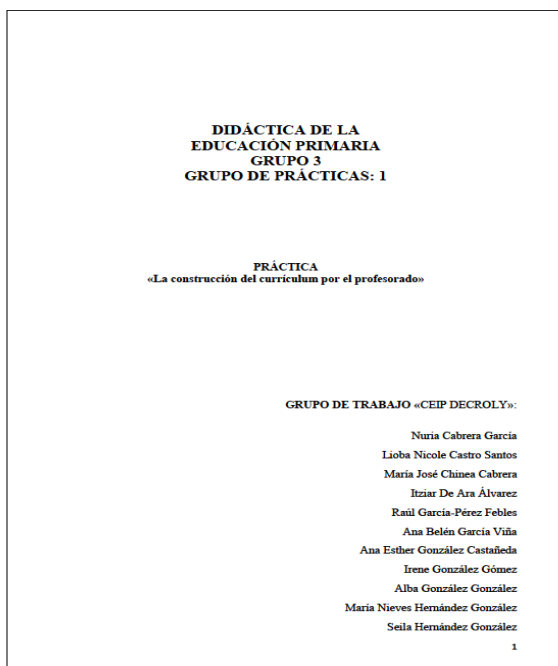 DIDÁCTICA DE LA
EDUCACIÓN PRIMARIA
GRUPO 3
GRUPO DE PRÁCTICAS: 1
PRÁCTICA
«La construcción del currículum por el profesorado»
GRUPO DE TRABAJO «CEIP DECROLY»:
Nuria Cabrera García
Lioba Nicole Castro Santos
María José Chinea Cabrera
Itziar De Ara Álvarez
Raúl García-Pérez Febles
Ana Belén García Viña
Ana Esther González Castañeda
Irene González Gómez
Alba González González
María Nieves Hernández González
Seila Hernández González
1